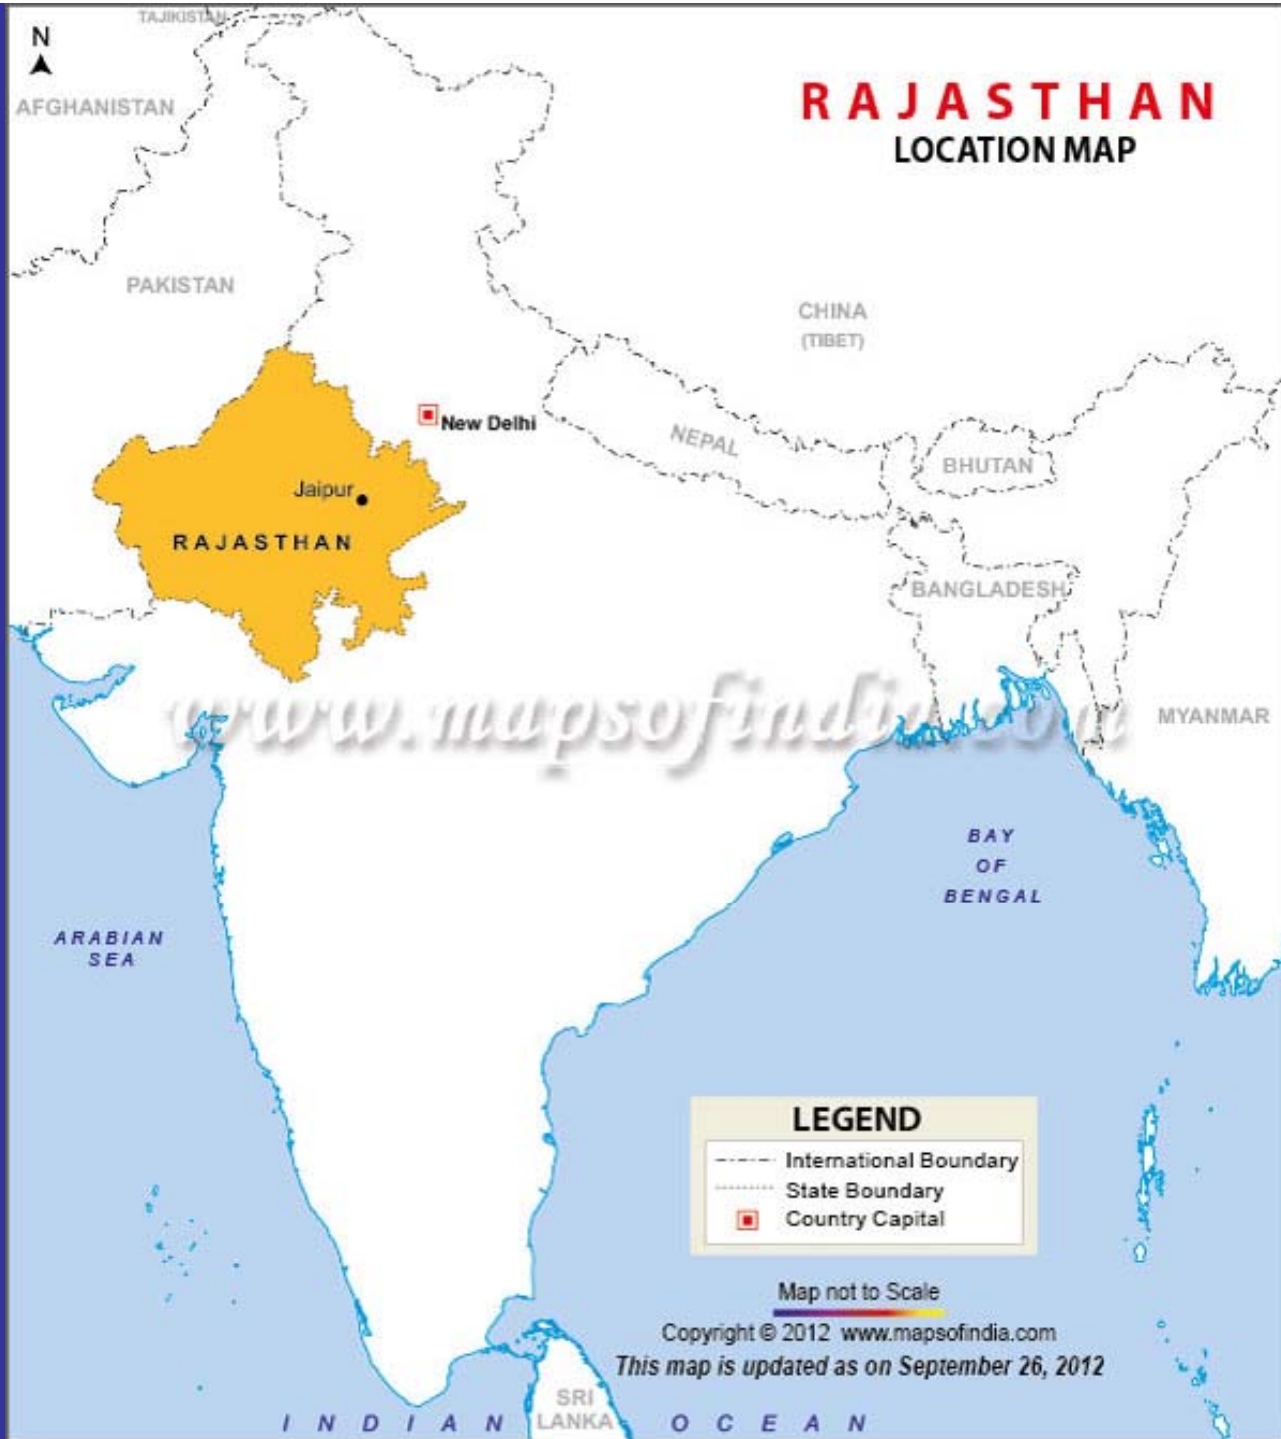 TAJIKISTAN
N
AFGHANISTAN
RAJASTHAN
LOCATION MAP
PAKISTAN
CHINA
(TIBET)
New Delhi
NEPAL
BHUTAN
Jaipur
RAJASTHAN
BANGLADESH
www.mapsofindia.com
MYANMAR
BAY
OF
BENGAL
ARABIAN
SEA
LEGEND
International Boundary
State Boundary
Country Capital
Map not to Scale
Copyright © 2012 www.mapsofindia.com
This map is updated as on September 26, 2012
SRI
LANKA
INDIAN OCEAN